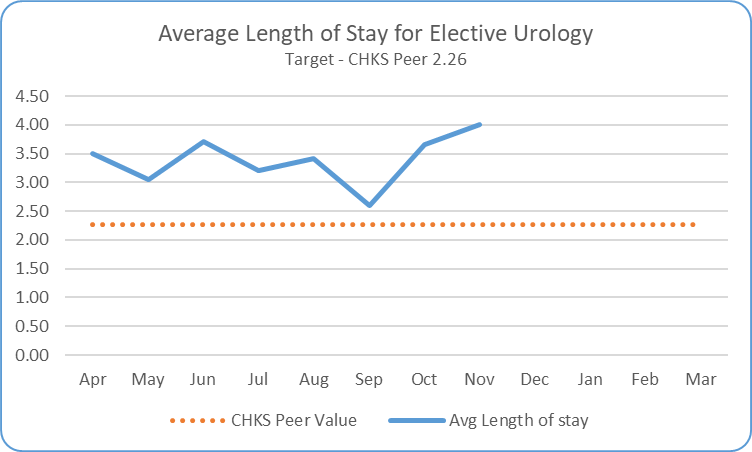 Average Length of Stay for Elective Urology
Target - CHKS Peer 2.26
4.50
4.00
3.50
3.00
2.50
2.00
1.50
1.00
0.50
0.00
Apr May Jun Jul Aug Sep Oct Nov Dec Jan Feb Mar
CHKS Peer Value Avg Length of stay